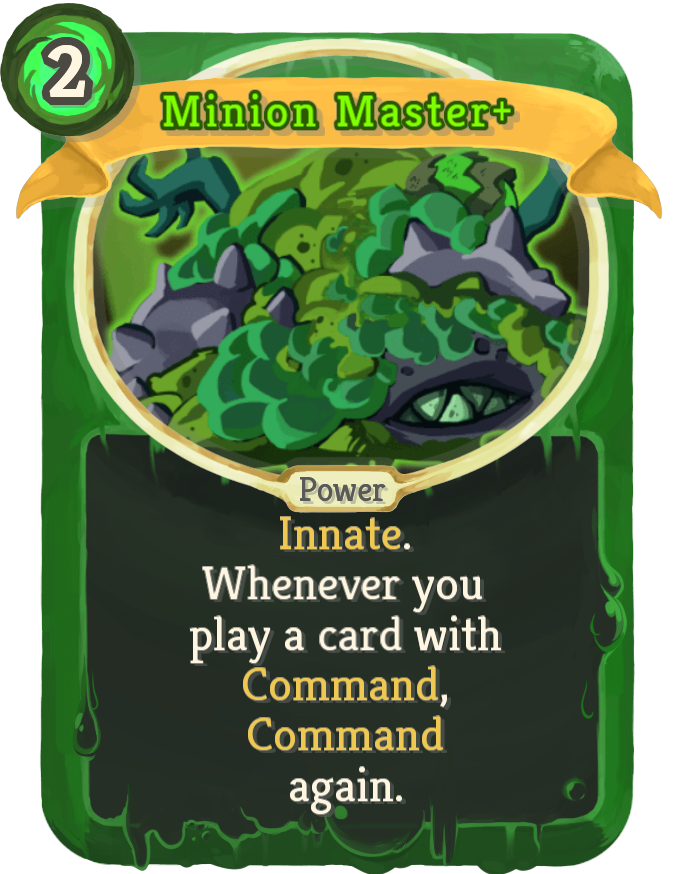 2
Minion Master+
Power
Innate.
Whenever you
play a card with
Command,
Command
again.